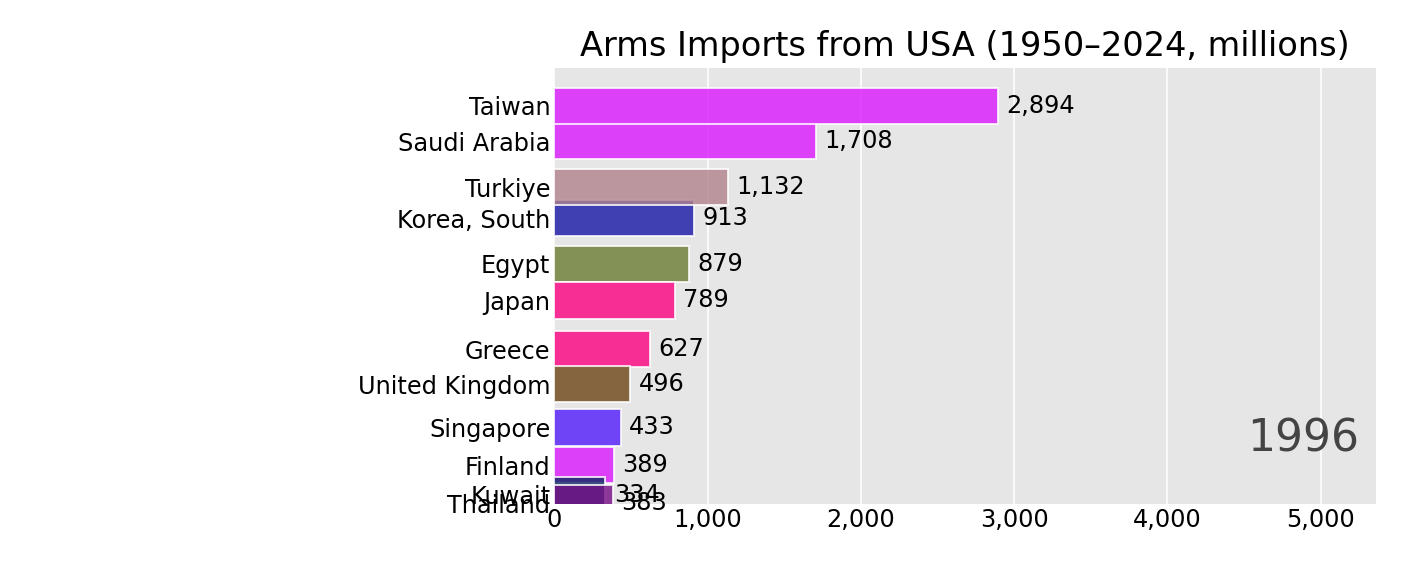 Arms Imports from USA (1950–2024, millions)
Taiwan 2,894
Saudi Arabia 1,708
Turkiye 1,132
Korea, South 913
Egypt 879
Japan 789
Greece 627
United Kingdom 496
Singapore 433
1996
Finland 389
Kuwait 334
Thailand 383
0 1,000 2,000 3,000 4,000 5,000